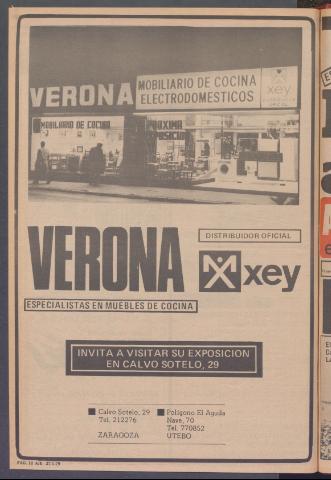 VERONA
MOBILIARIO DE COCINA
ELECTRODOMESTICOS
xey
MOBILIARIO DE COCINA
PROXIMA
VERONA
DISTRIBUIDOR OFICIAL
xey
ESPECIALISTAS EN MUEBLES DE COCINA
INVITA A VISITAR SU EXPOSICION
EN CALVO SOTELO, 29
Calvo Sotelo, 29
Tel. 212276
ZARAGOZA
Polígono El Aguila
Nave, 70
Tel. 770852
UTEBO